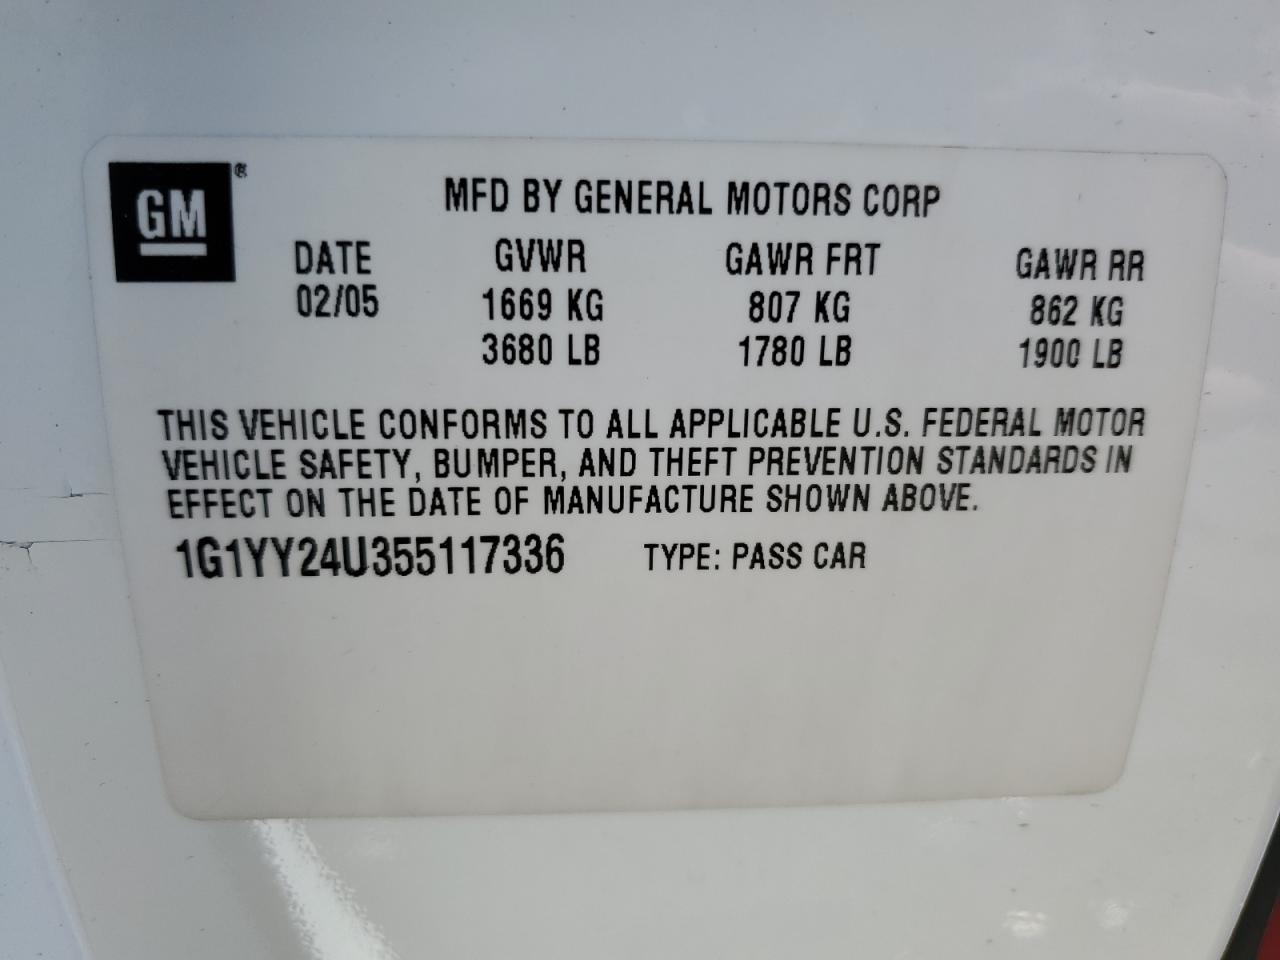 GM®
MFD BY GENERAL MOTORS CORP
DATE GVWR GAWR FRT GAWR RR
02/05 1669 KG 807 KG 862 KG
3680 LB 1780 LB 1900 LB
THIS VEHICLE CONFORMS TO ALL APPLICABLE U.S. FEDERAL MOTOR
VEHICLE SAFETY, BUMPER, AND THEFT PREVENTION STANDARDS IN
EFFECT ON THE DATE OF MANUFACTURE SHOWN ABOVE.
1G1YY24U355117336 TYPE: PASS CAR